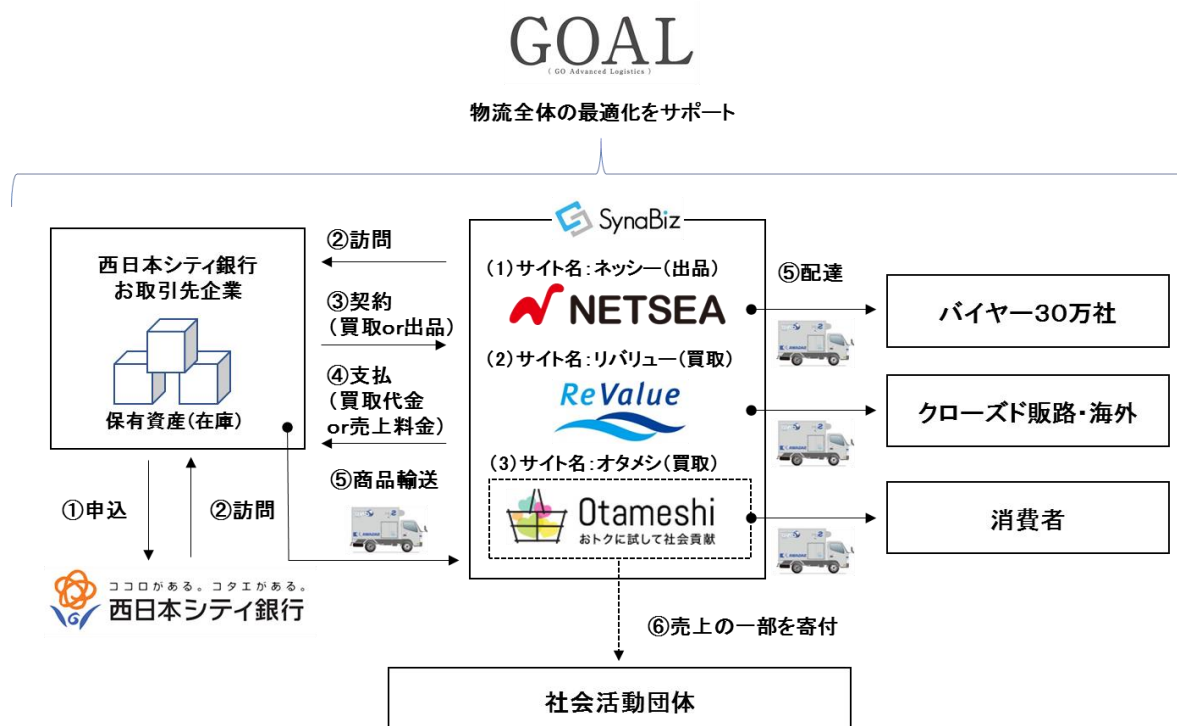 GOAL
( GO Advanced Logistics )
物流全体の最適化をサポート
西日本シティ銀行
お取引先企業
保有資産(在庫)
②訪問
③契約
(買取or出品)
④支払
(買取代金
or売上料金)
⑤商品輸送
①申込
②訪問
ココロがある。コタエがある。
西日本シティ銀行
SynaBiz
(1)サイト名:ネッシー(出品)
NETSEA
(2)サイト名:リバリュー(買取)
ReValue
(3)サイト名:オタメシ(買取)
Otameshi
おトクに試して社会貢献
⑤配達
バイヤー30万社
クローズド販路・海外
消費者
⑥売上の一部を寄付
社会活動団体